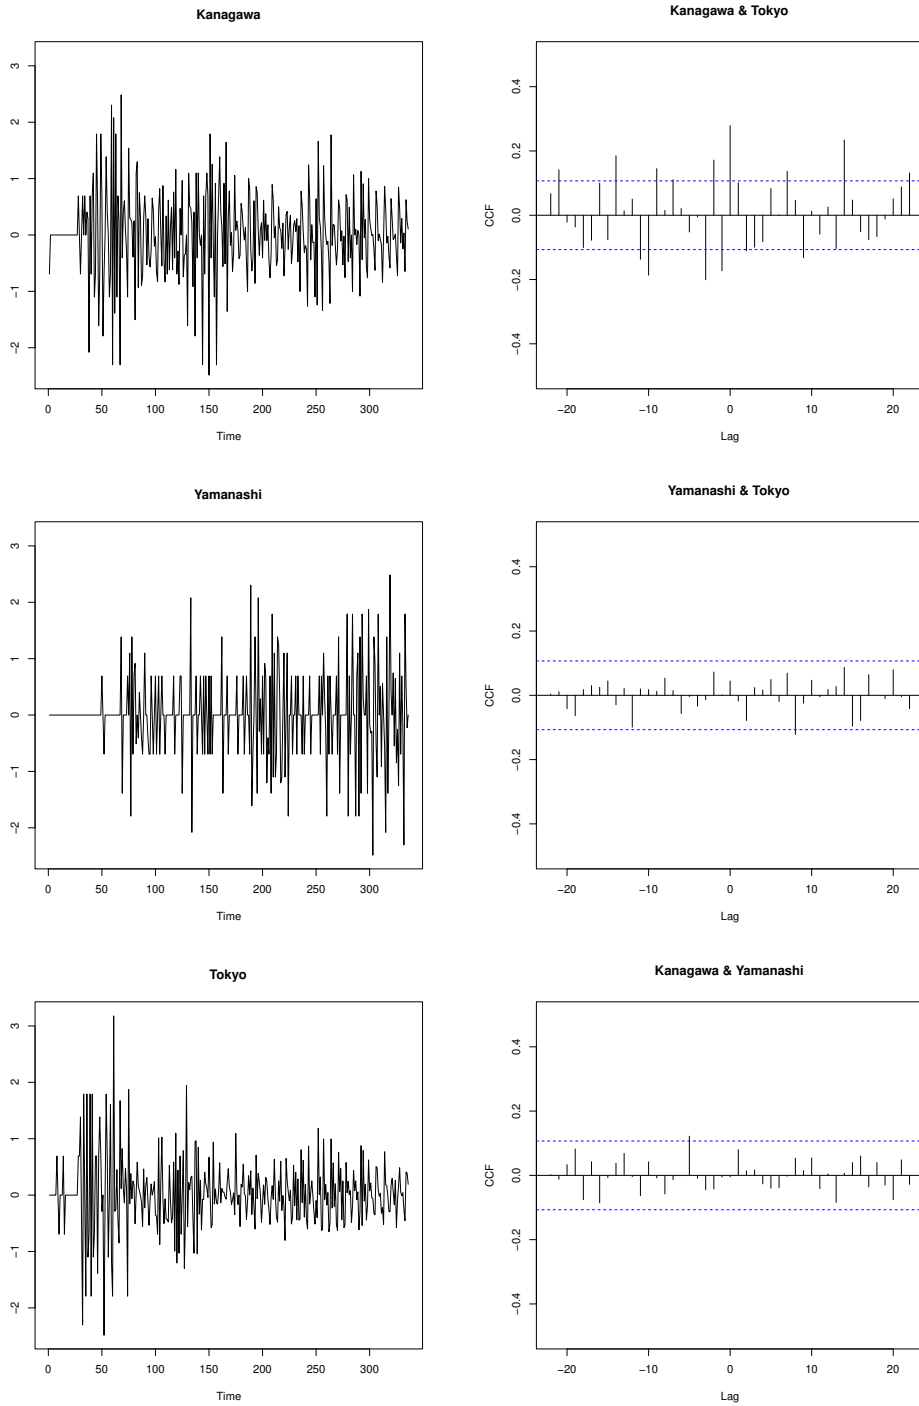 Kanagawa
3
2
1
0
−1
−2
0 50 100 150 200 250 300
Time
Kanagawa & Tokyo
CCF
0.4
0.2
0.0
−0.2
−0.4
−20 −10 0 10 20
Lag
Yamanashi
3
2
1
0
−1
−2
0 50 100 150 200 250 300
Time
Yamanashi & Tokyo
CCF
0.4
0.2
0.0
−0.2
−0.4
−20 −10 0 10 20
Lag
Tokyo
3
2
1
0
−1
−2
0 50 100 150 200 250 300
Time
Kanagawa & Yamanashi
CCF
0.4
0.2
0.0
−0.2
−0.4
−20 −10 0 10 20
Lag